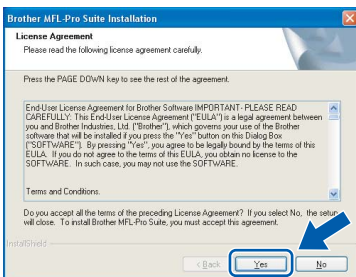 Brother MFL-Pro Suite Installation
License Agreement
Please read the following license agreement carefully.
Press the PAGE DOWN key to see the rest of the agreement.
End-User License Agreement for Brother Software IMPORTANT- PLEASE READ
CAREFULLY: This End-User License Agreement ("EULA") is a legal agreement between
you and Brother Industries, Ltd. ("Brother"), which governs your use of the Brother
software that will be installed if you press the "Yes" button on this Dialog Box
("SOFTWARE"). By pressing "Yes", you agree to be legally bound by the terms of this
EULA. If you do not agree to the terms of this EULA, you obtain no license to the
SOFTWARE. In such case, you may not use the SOFTWARE.
Terms and Conditions.
Do you accept all the terms of the preceding License Agreement? If you select No, the setup
will close. To install Brother MFL-Pro Suite, you must accept this agreement.
InstallShield
< Back
Yes
No